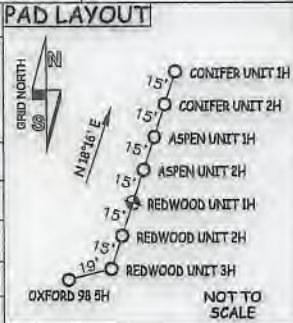 PAD LAYOUT
GRID NORTH
N
S
N 18°16' E
CONIFER UNIT 1H
15'
CONIFER UNIT 2H
15'
ASPEN UNIT 1H
15'
ASPEN UNIT 2H
15'
REDWOOD UNIT 1H
15'
REDWOOD UNIT 2H
15'
REDWOOD UNIT 3H
19'
OXFORD 98 5H
NOT TO
SCALE